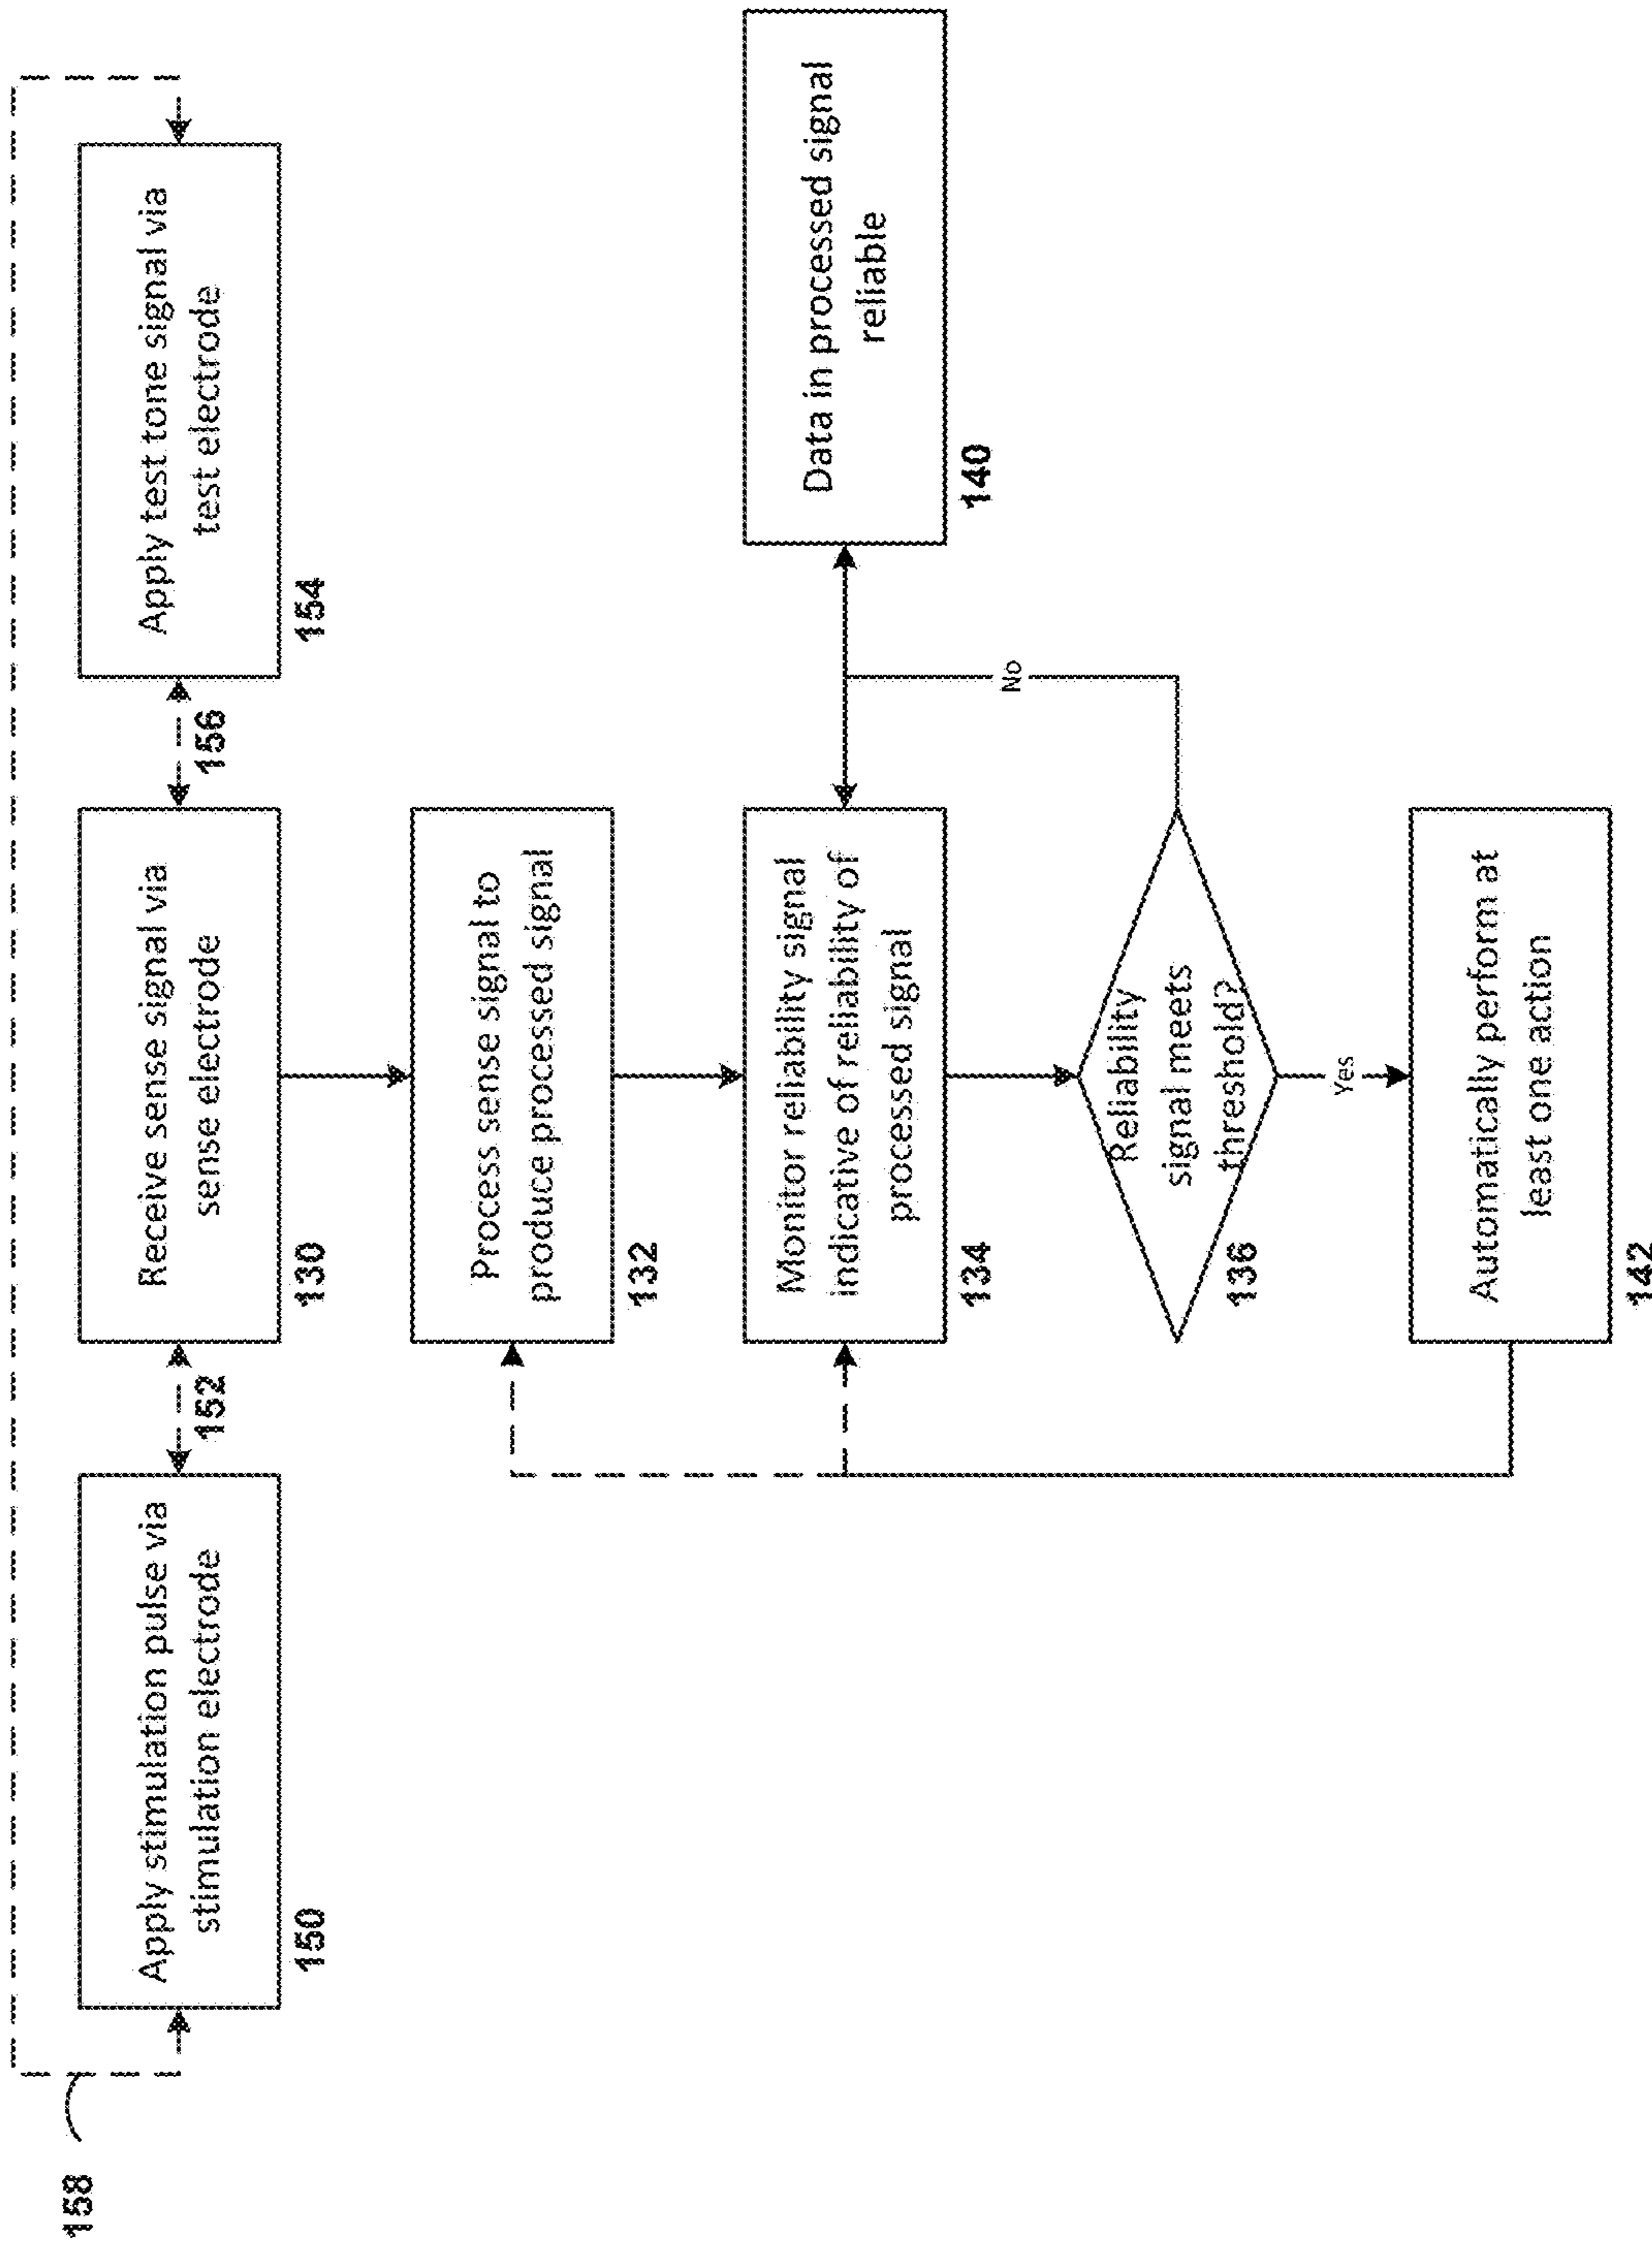 158
Apply stimulation pulse via
stimulation electrode
150
152
Receive sense signal via
sense electrode
130
156
Apply test tone signal via
test electrode
154
Process sense signal to
produce processed signal
132
Monitor reliability signal
indicative of reliability of
processed signal
134
Data in processed signal
reliable
140
Reliability
signal meets
threshold?
136
No
Yes
Automatically perform at
least one action
142